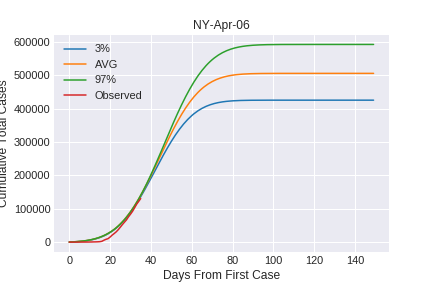 NY-Apr-06
600000
500000
400000
300000
200000
100000
0
Cumulative Total Cases
3%
AVG
97%
Observed
0 20 40 60 80 100 120 140
Days From First Case